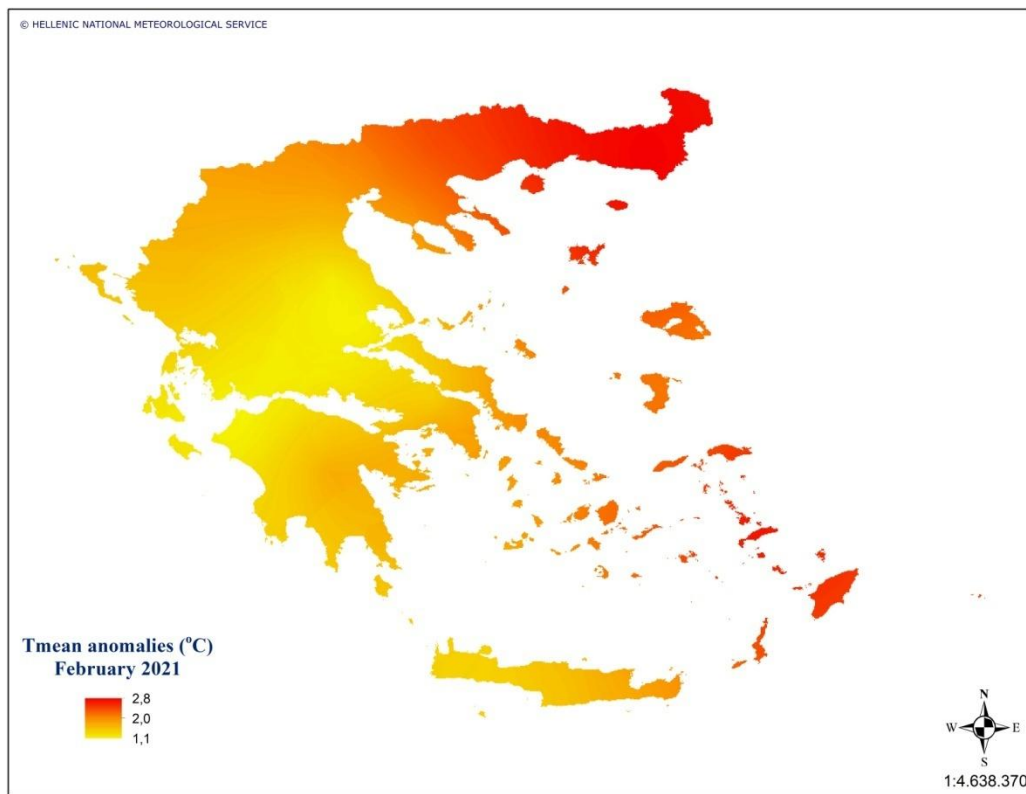 © HELLENIC NATIONAL METEOROLOGICAL SERVICE
Tmean anomalies (°C)
February 2021
2,8
2,0
1,1
N
W E
S
1:4.638.370